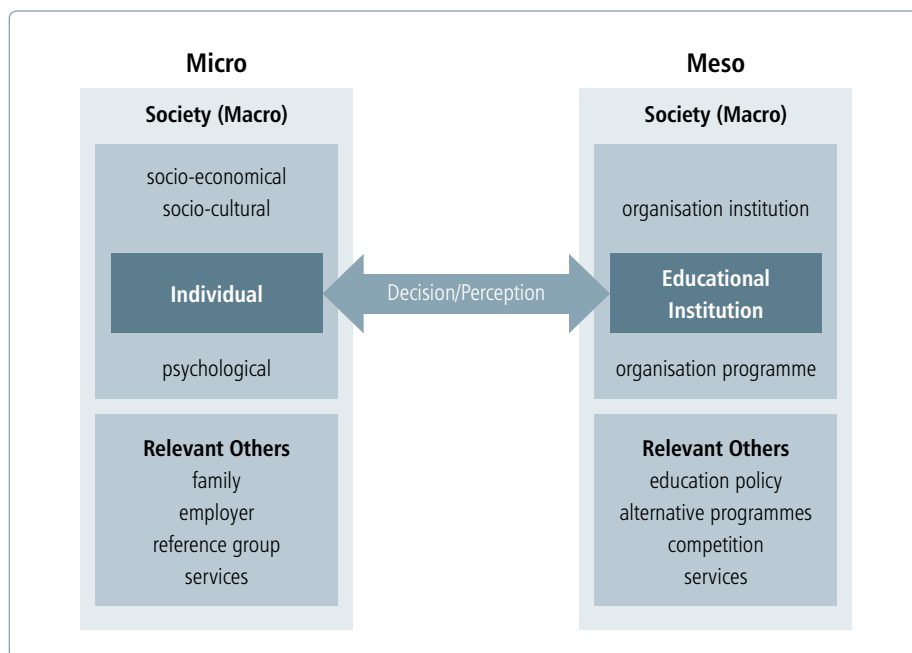 Micro
Society (Macro)
socio-economical
socio-cultural
Individual
psychological
Relevant Others
family
employer
reference group
services
Decision/Perception
Meso
Society (Macro)
organisation institution
Educational
Institution
organisation programme
Relevant Others
education policy
alternative programmes
competition
services